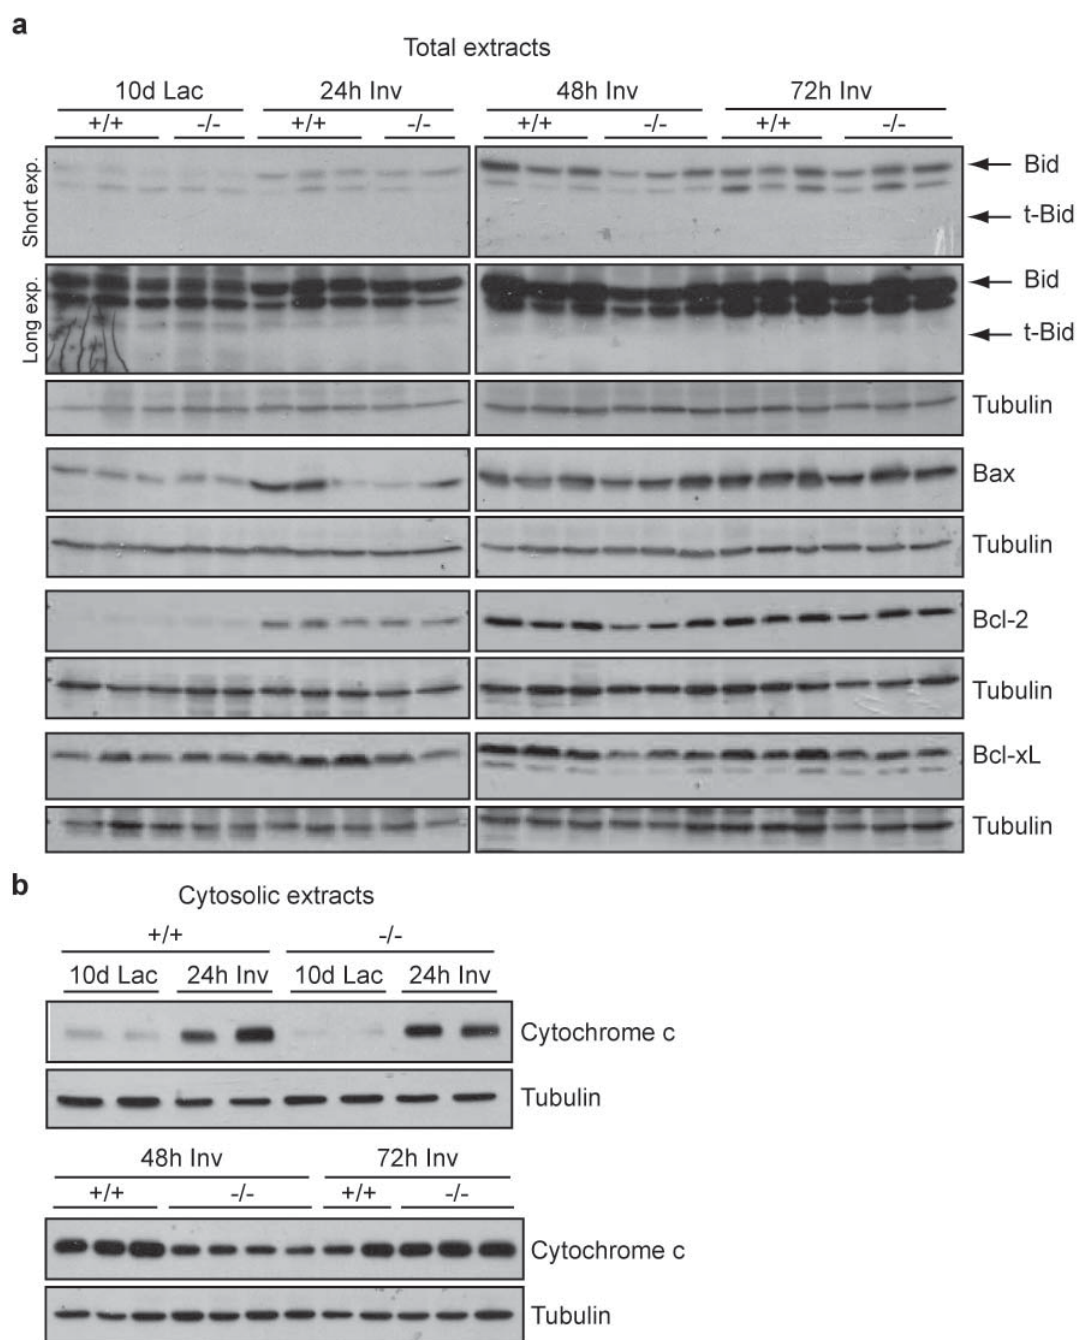 a
Total extracts
10d Lac 24h Inv 48h Inv 72h Inv
+/+ -/- +/+ -/- +/+ -/- +/+ -/-
Short exp.
Bid
t-Bid
Long exp.
Bid
t-Bid
Tubulin
Bax
Tubulin
Bcl-2
Tubulin
Bcl-xL
Tubulin
b
Cytosolic extracts
+/+ -/-
10d Lac 24h Inv 10d Lac 24h Inv
Cytochrome c
Tubulin
48h Inv 72h Inv
+/+ -/- +/+ -/-
Cytochrome c
Tubulin